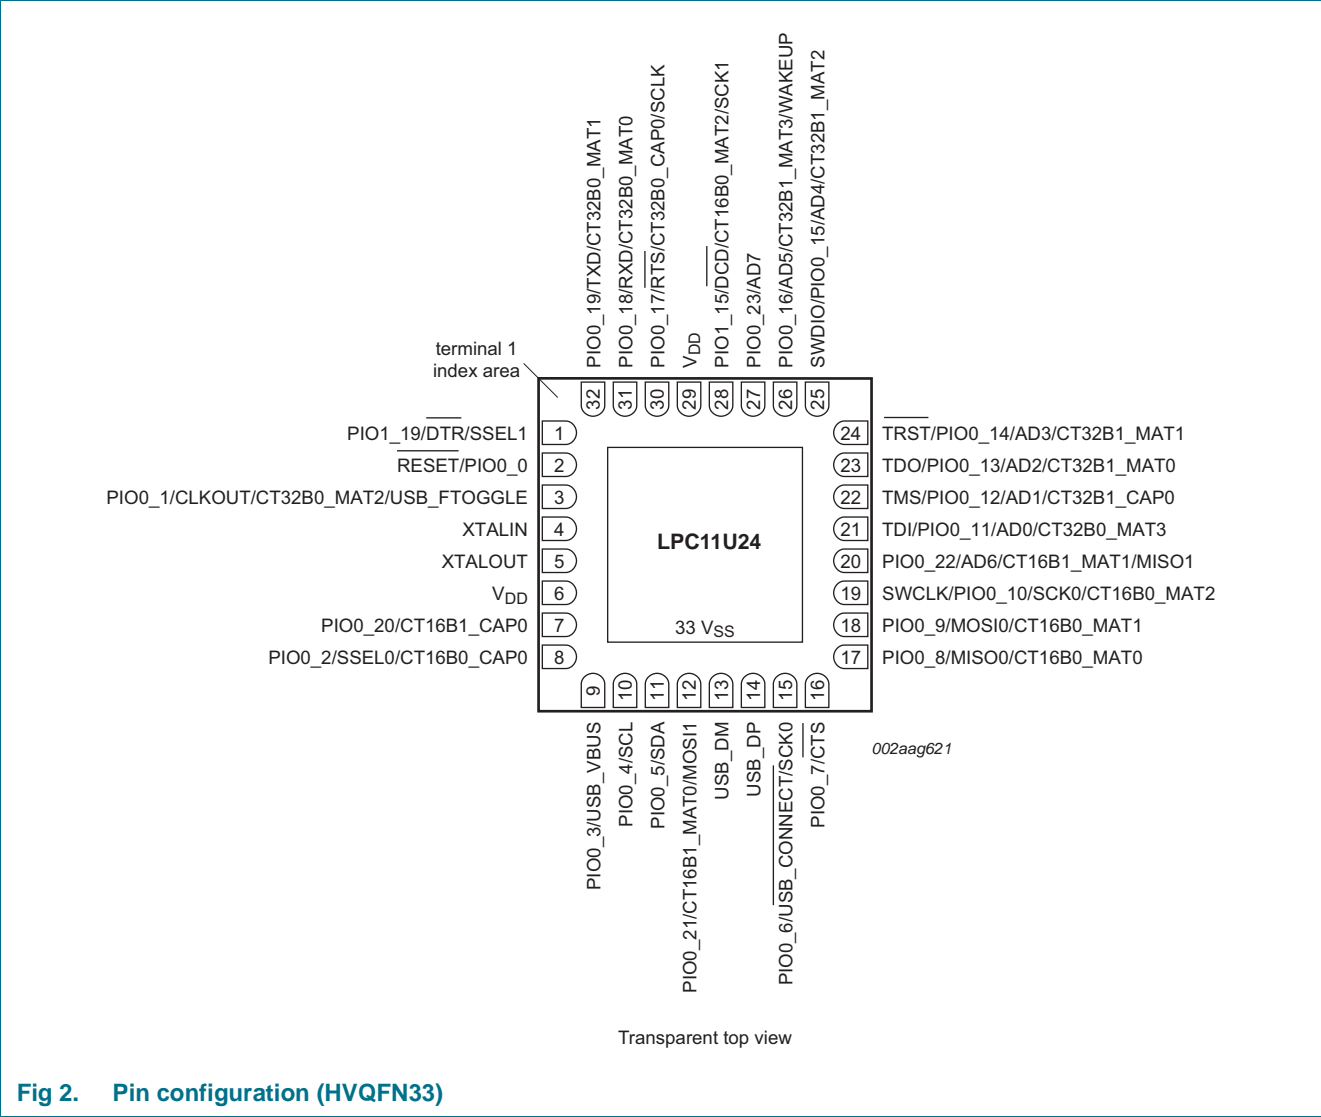 PIO0_19/TXD/CT32B0_MAT1
PIO0_18/RXD/CT32B0_MAT0
PIO0_17/RTS/CT32B0_CAP0/SCLK
VDD
PIO1_15/DCD/CT16B0_MAT2/SCK1
PIO0_23/AD7
PIO0_16/AD5/CT32B1_MAT3/WAKEUP
SWDIO/PIO0_15/AD4/CT32B1_MAT2
terminal 1
index area
32 31 30 29 28 27 26 25
PIO1_19/DTR/SSEL1 1
RESET/PIO0_0 2
PIO0_1/CLKOUT/CT32B0_MAT2/USB_FTOGGLE 3
XTALIN 4
XTALOUT 5
VDD 6
PIO0_20/CT16B1_CAP0 7
PIO0_2/SSEL0/CT16B0_CAP0 8
LPC11U24
33 VSS
24 TRST/PIO0_14/AD3/CT32B1_MAT1
23 TDO/PIO0_13/AD2/CT32B1_MAT0
22 TMS/PIO0_12/AD1/CT32B1_CAP0
21 TDI/PIO0_11/AD0/CT32B0_MAT3
20 PIO0_22/AD6/CT16B1_MAT1/MISO1
19 SWCLK/PIO0_10/SCK0/CT16B0_MAT2
18 PIO0_9/MOSI0/CT16B0_MAT1
17 PIO0_8/MISO0/CT16B0_MAT0
9 10 11 12 13 14 15 16
PIO0_3/USB_VBUS
PIO0_4/SCL
PIO0_5/SDA
PIO0_21/CT16B1_MAT0/MOSI1
USB_DM
USB_DP
PIO0_6/USB_CONNECT/SCK0
PIO0_7/CTS
002aag621
Transparent top view
Fig 2. Pin configuration (HVQFN33)